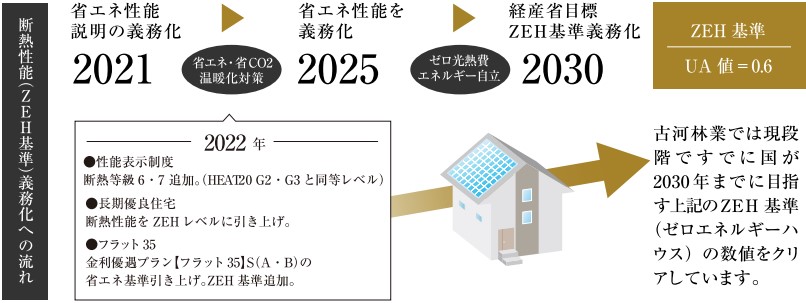 断熱性能(ZEH基準)義務化への流れ
省エネ性能
説明の義務化
2021
省エネ・省CO2
温暖化対策
省エネ性能を
義務化
2025
ゼロ光熱費
エネルギー自立
経産省目標
ZEH基準義務化
2030
ZEH 基準
UA 値=0.6
2022 年
●性能表示制度
断熱等級 6・7 追加。(HEAT20 G2・G3 と同等レベル)
●長期優良住宅
断熱性能を ZEH レベルに引き上げ。
●フラット 35
金利優遇プラン【フラット 35】S(A・B)の
省エネ基準引き上げ。ZEH 基準追加。
古河林業では現段
階ですでに国が
2030年までに目指
す上記のZEH 基準
(ゼロエネルギーハ
ウス)の数値をクリ
アしています。